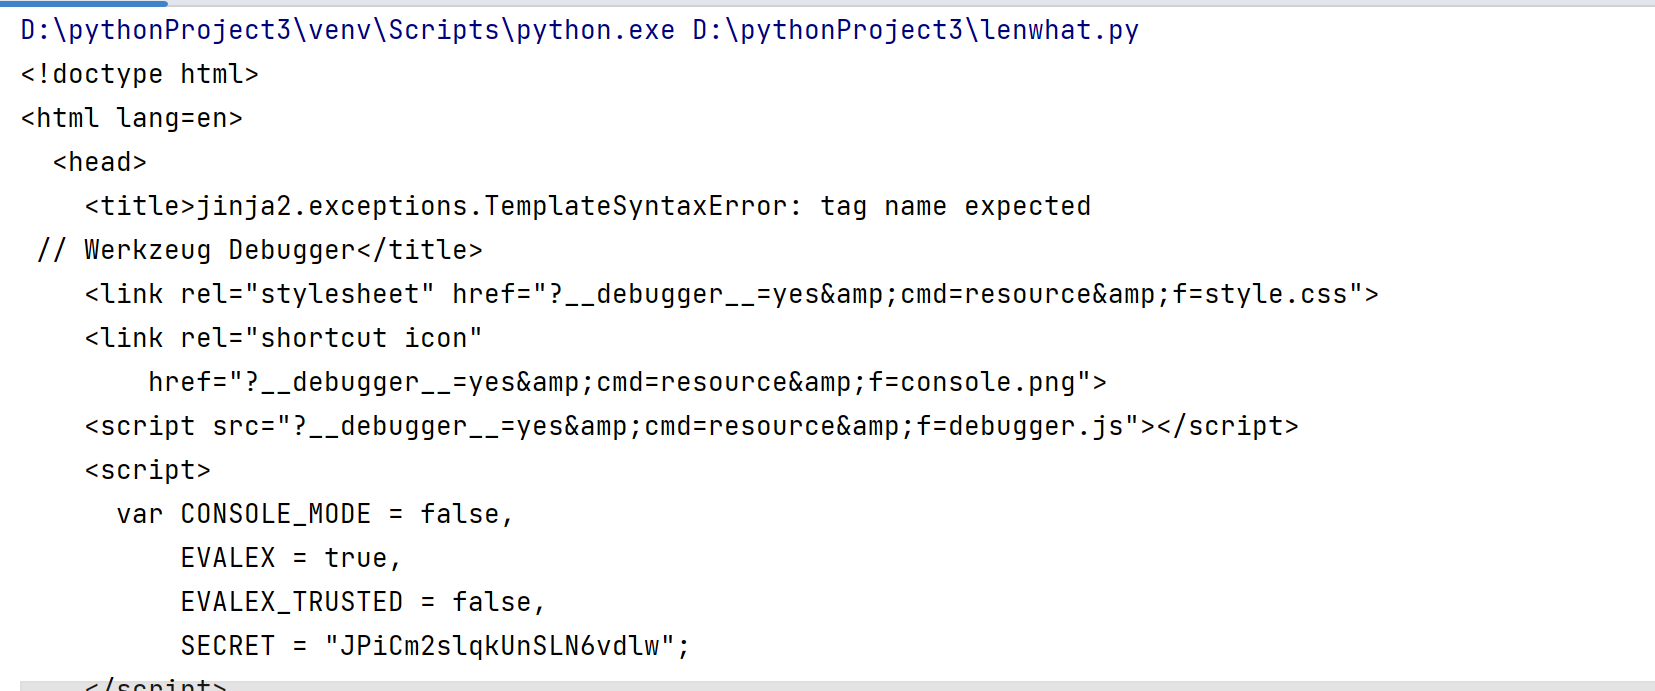 D:\pythonProject3\venv\Scripts\python.exe D:\pythonProject3\lenwhat.py
<!doctype html>
<html lang=en>
  <head>
    <title>jinja2.exceptions.TemplateSyntaxError: tag name expected
 // Werkzeug Debugger</title>
    <link rel="stylesheet" href="?__debugger__=yes&amp;cmd=resource&amp;f=style.css">
    <link rel="shortcut icon"
        href="?__debugger__=yes&amp;cmd=resource&amp;f=console.png">
    <script src="?__debugger__=yes&amp;cmd=resource&amp;f=debugger.js"></script>
    <script>
      var CONSOLE_MODE = false,
          EVALEX = true,
          EVALEX_TRUSTED = false,
          SECRET = "JPiCm2slqkUnSLN6vdlw";
    </script>